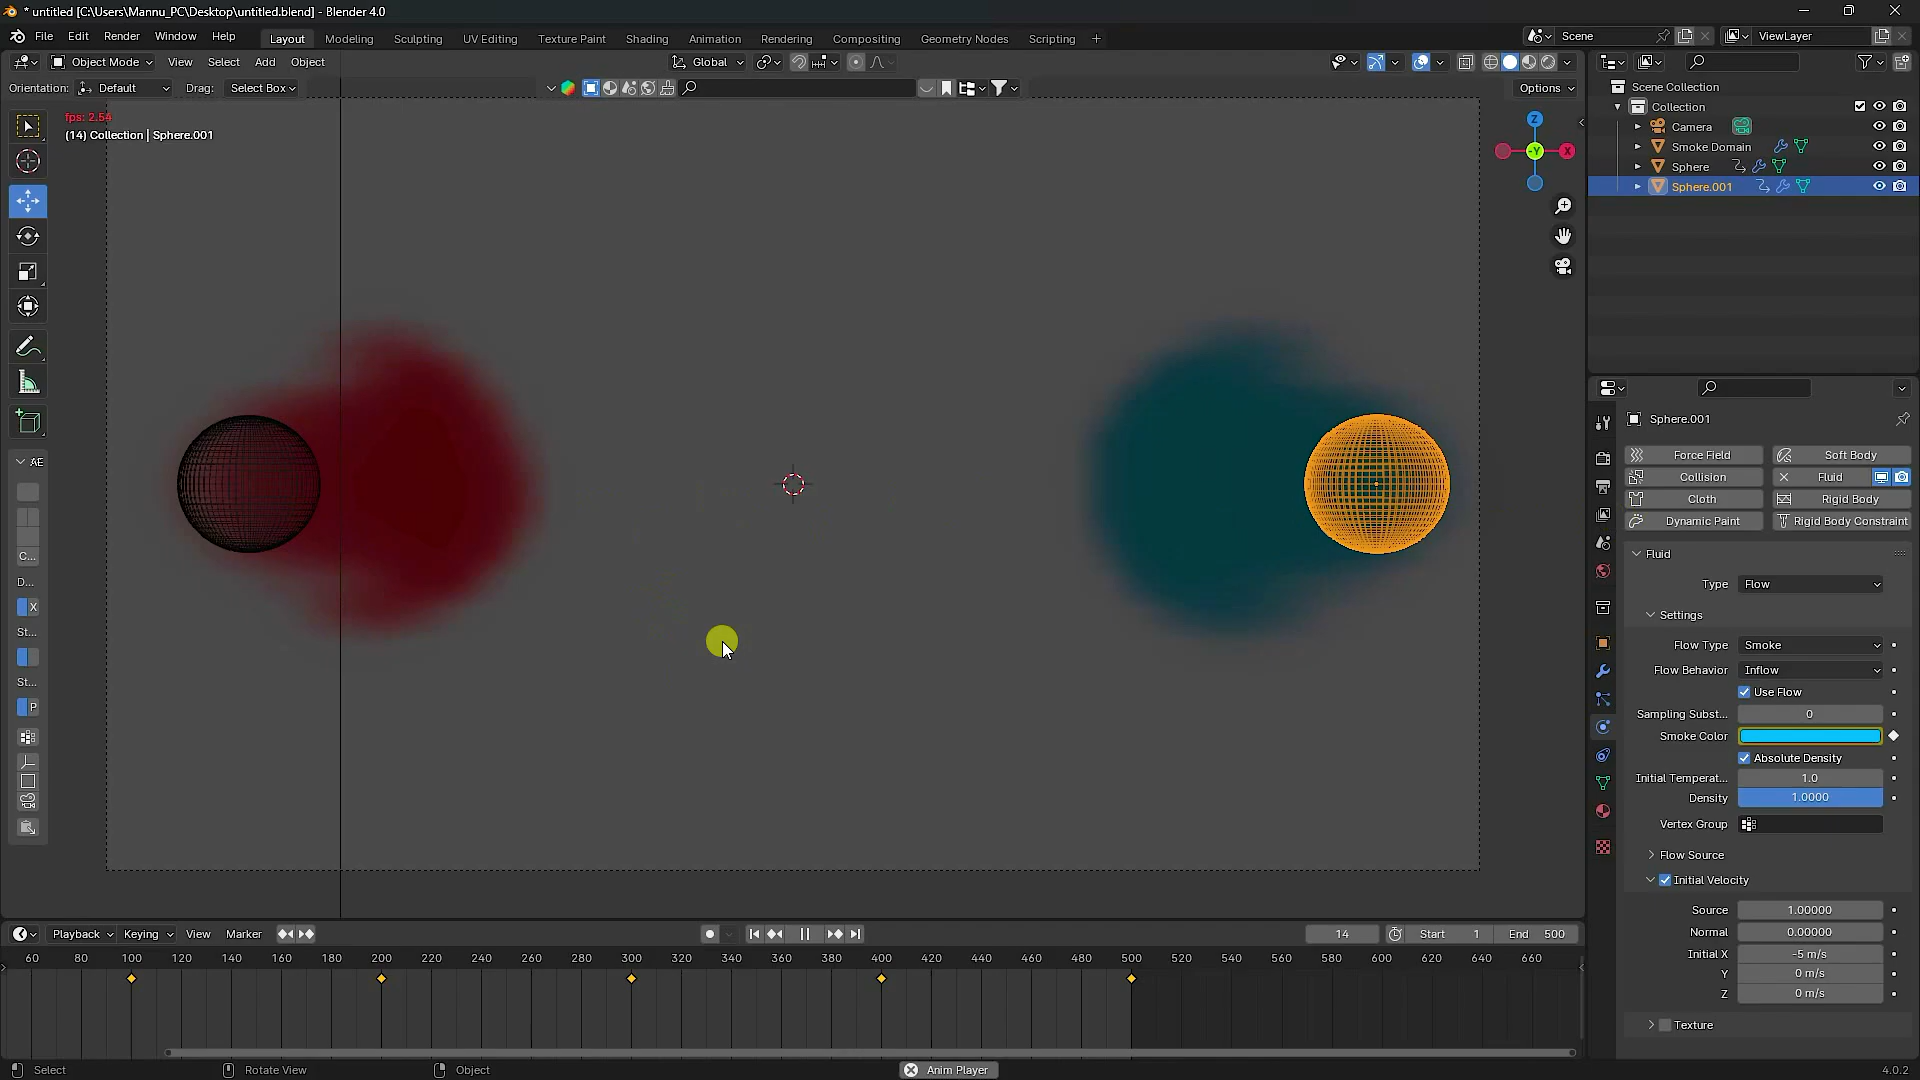 * untitled [C:\Users\Mannu_PC\Desktop\untitled.blend] - Blender 4.0
File Edit Render Window Help Layout Modeling Sculpting UV Editing Texture Paint Shading Animation Rendering Compositing Geometry Nodes Scripting + Scene ViewLayer
Object Mode View Select Add Object Global
Orientation: Default Drag: Select Box Options
fps: 2.54
(14) Collection | Sphere.001
Z
-Y X
AE
C...
D...
X
St...
St...
P
Scene Collection
Collection
Camera
Smoke Domain
Sphere
Sphere.001
Sphere.001
Force Field Soft Body
Collision Fluid
Cloth Rigid Body
Dynamic Paint Rigid Body Constraint
Fluid
Type Flow
Settings
Flow Type Smoke
Flow Behavior Inflow
Use Flow
Sampling Subst... 0
Smoke Color
Absolute Density
Initial Temperat... 1.0
Density 1.0000
Vertex Group
Flow Source
Initial Velocity
Source 1.00000
Normal 0.00000
Initial X -5 m/s
Y 0 m/s
Z 0 m/s
Texture
Playback Keying View Marker 14 Start 1 End 500
60 80 100 120 140 160 180 200 220 240 260 280 300 320 340 360 380 400 420 440 460 480 500 520 540 560 580 600 620 640 660
Select Rotate View Object Anim Player 4.0.2